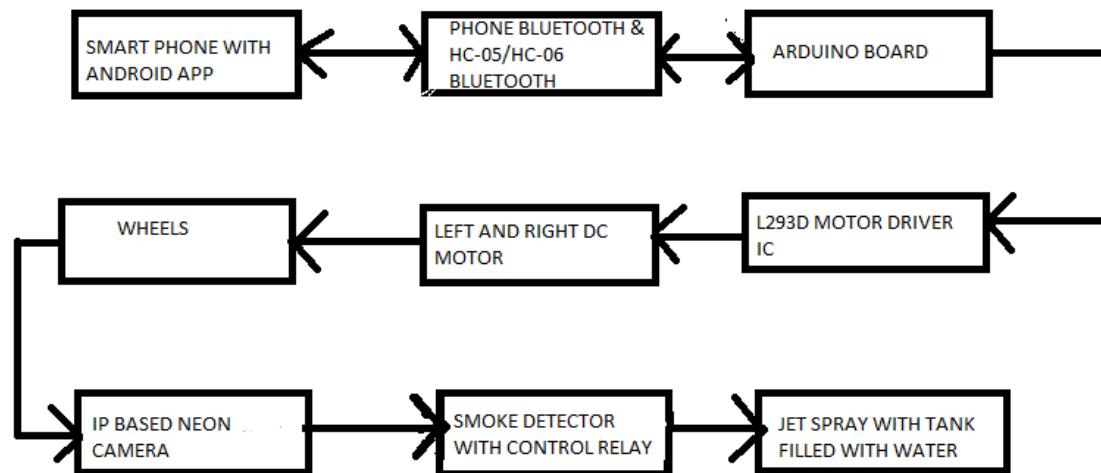 SMART PHONE WITH
ANDROID APP
PHONE BLUETOOTH &
HC-05/HC-06
BLUETOOTH
ARDUINO BOARD
WHEELS
LEFT AND RIGHT DC
MOTOR
L293D MOTOR DRIVER
IC
IP BASED NEON
CAMERA
SMOKE DETECTOR
WITH CONTROL RELAY
JET SPRAY WITH TANK
FILLED WITH WATER